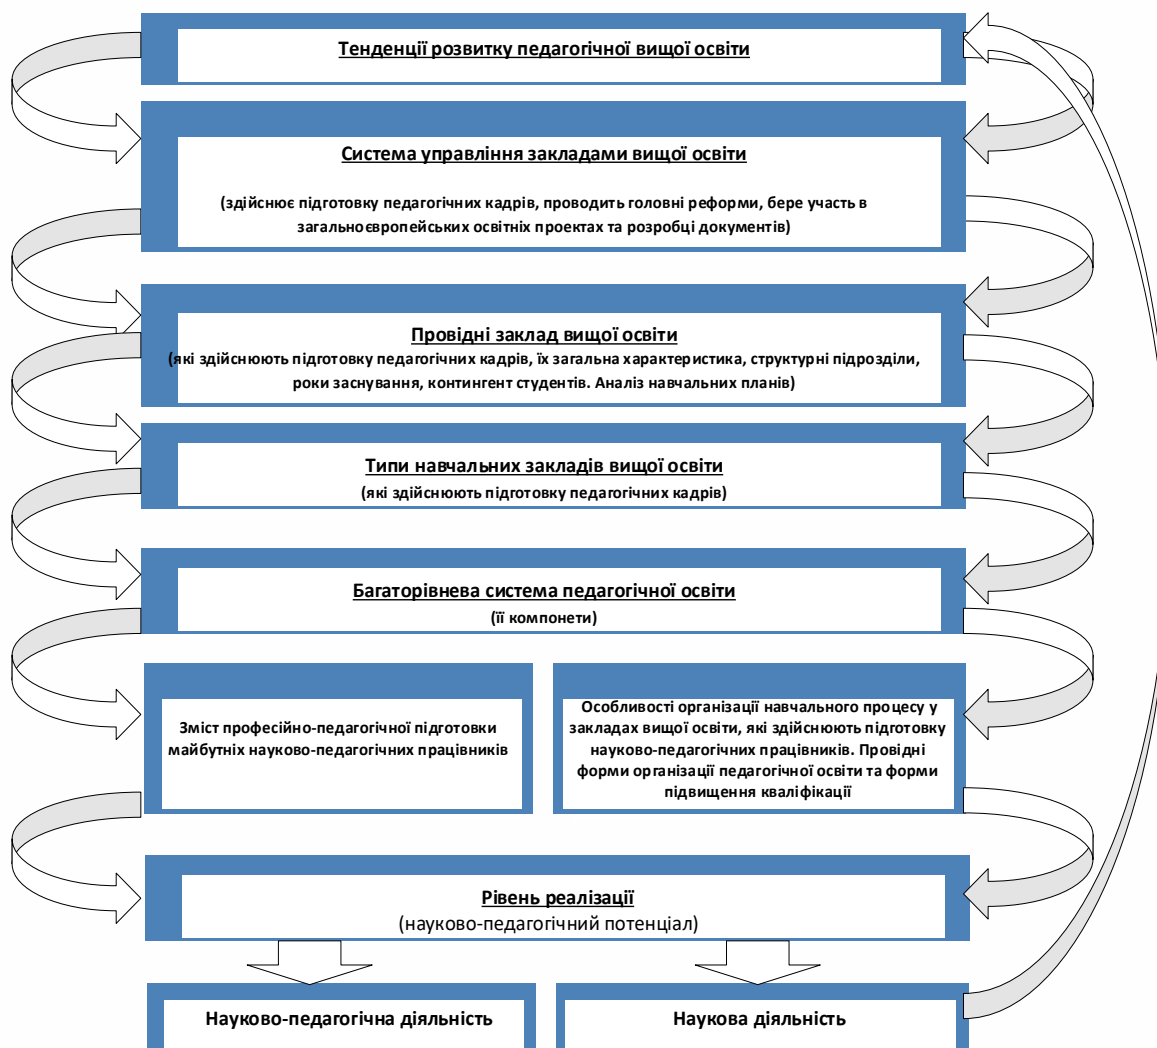 Тенденції розвитку педагогічної вищої освіти
Система управління закладами вищої освіти
(здійснює підготовку педагогічних кадрів, проводить головні реформи, бере участь в
загальноєвропейських освітніх проектах та розробці документів)
Провідні заклад вищої освіти
(які здійснюють підготовку педагогічних кадрів, їх загальна характеристика, структурні підрозділи,
роки заснування, контингент студентів. Аналіз навчальних планів)
Типи навчальних закладів вищої освіти
(які здійснюють підготовку педагогічних кадрів)
Багаторівнева система педагогічної освіти
(її компонети)
Зміст професійно-педагогічної підготовки
майбутніх науково-педагогічних працівників
Особливості організації навчального процесу у
закладах вищої освіти, які здійснюють підготовку
науково-педагогічних працівників. Провідні
форми організації педагогічної освіти та форми
підвищення кваліфікації
Рівень реалізації
(науково-педагогічний потенціал)
Науково-педагогічна діяльність
Наукова діяльність